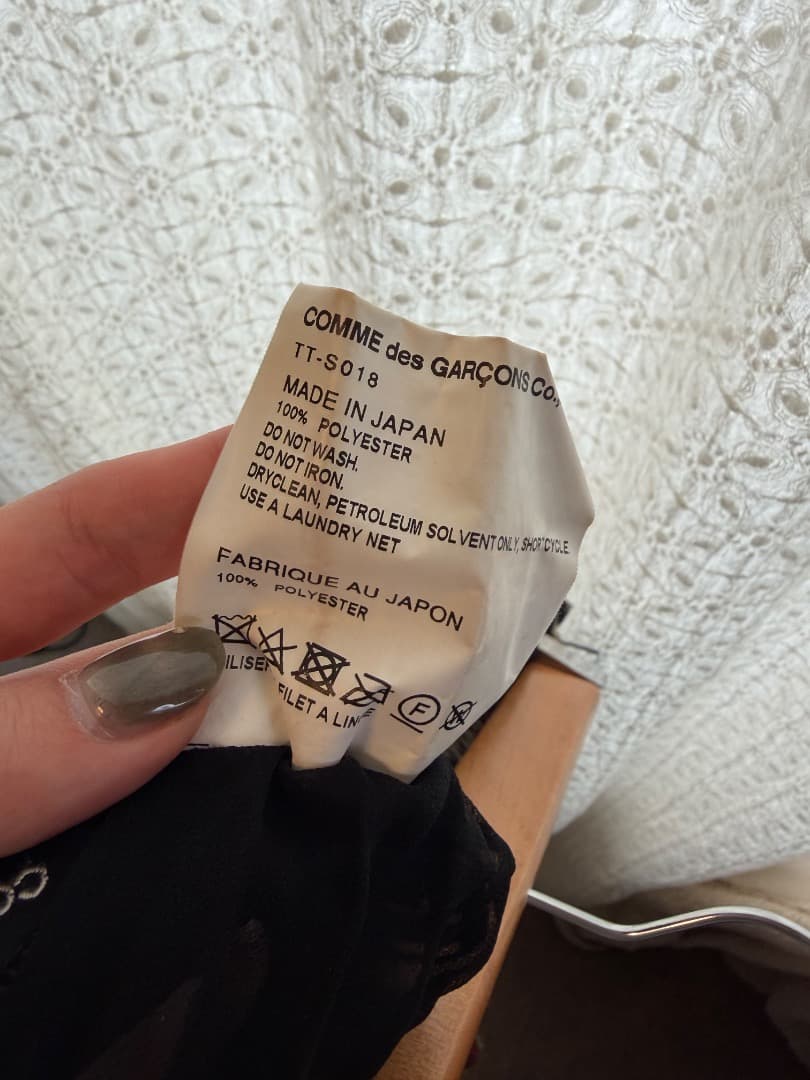 COMME des GARÇONS Co.,
TT-S018
MADE IN JAPAN
100% POLYESTER
DO NOT WASH.
DO NOT IRON.
DRYCLEAN, PETROLEUM SOLVENT ONLY, SHORT CYCLE.
USE A LAUNDRY NET
FABRIQUE AU JAPON
100% POLYESTER
F
FILET A